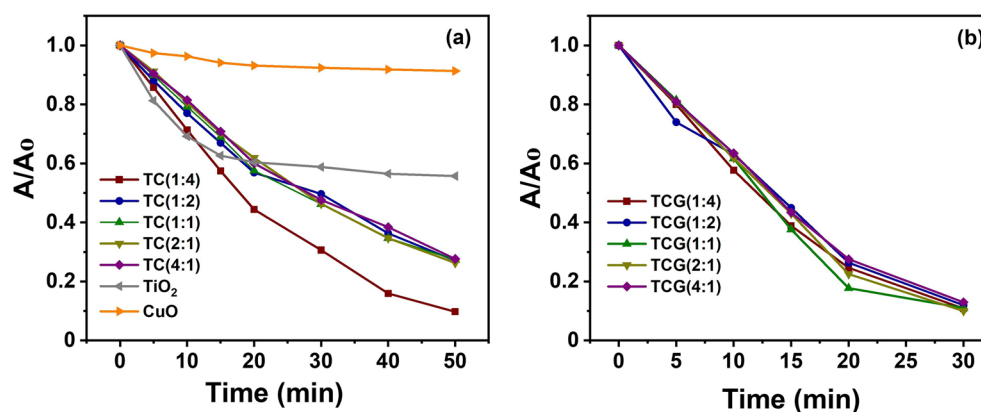 (a)
1.0
0.8
0.6
0.4
0.2
0
A/A₀
TC(1:4)
TC(1:2)
TC(1:1)
TC(2:1)
TC(4:1)
TiO₂
CuO
0 10 20 30 40 50
Time (min)
(b)
1.0
0.8
0.6
0.4
0.2
0
A/A₀
TCG(1:4)
TCG(1:2)
TCG(1:1)
TCG(2:1)
TCG(4:1)
0 5 10 15 20 25 30
Time (min)